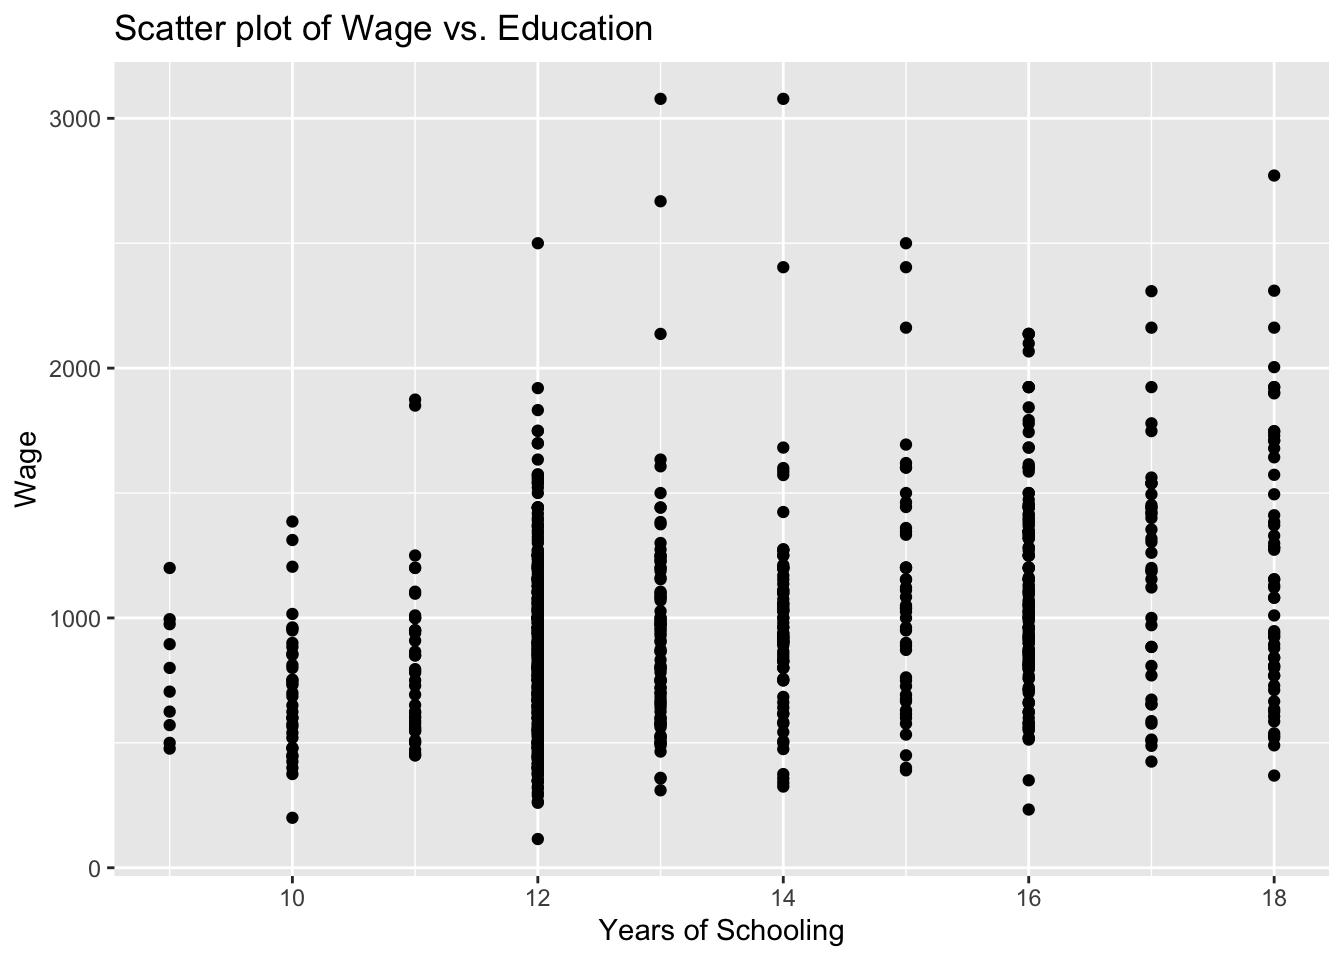 Scatter plot of Wage vs. Education
3000
2000
Wage
1000
0
10 12 14 16 18
Years of Schooling